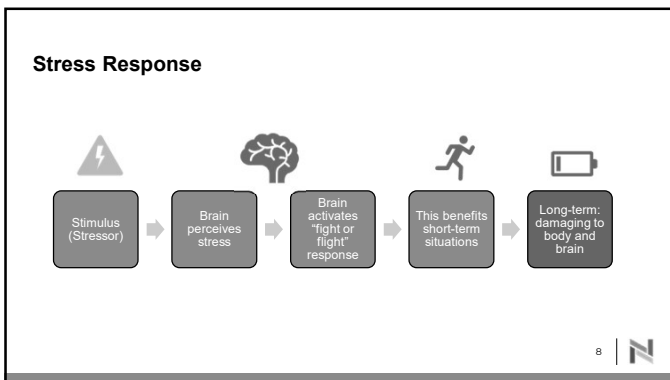 Stress Response
Stimulus
(Stressor)
Brain
perceives
stress
Brain
activates
“fight or
flight”
response
This benefits
short-term
situations
Long-term:
damaging to
body and
brain
8